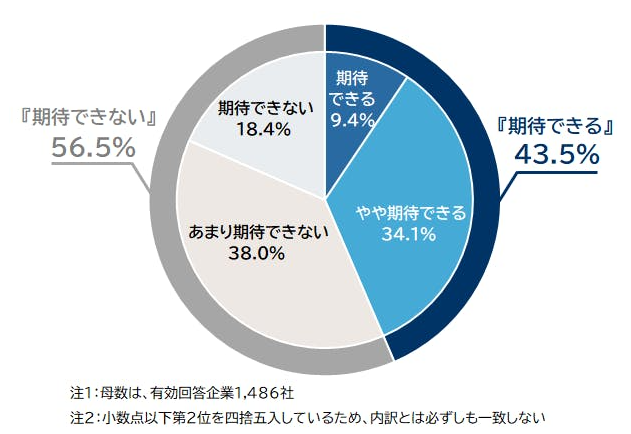 『期待できない』
56.5%
期待できない
18.4%
期待
できる
9.4%
『期待できる』
43.5%
やや期待できる
34.1%
あまり期待できない
38.0%
注1：母数は、有効回答企業1,486社
注2：小数点以下第2位を四捨五入しているため、内訳とは必ずしも一致しない